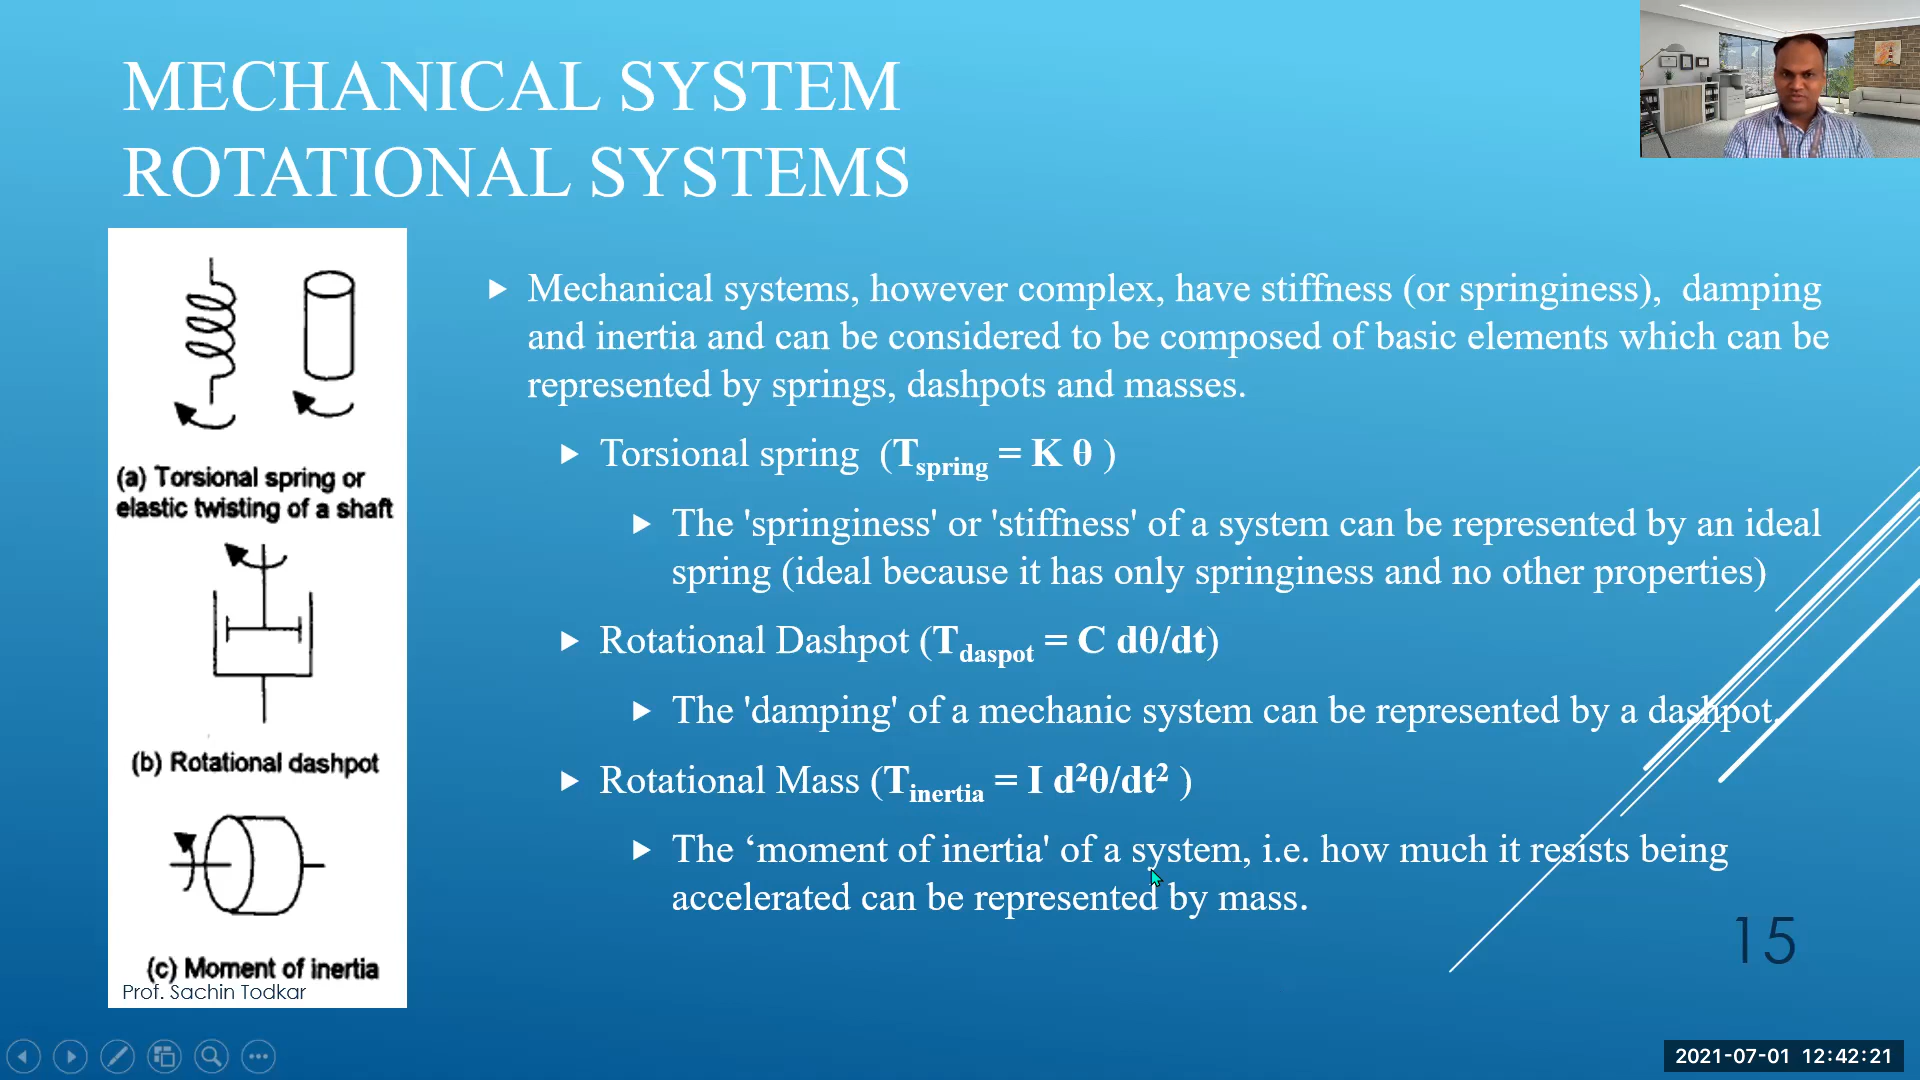 MECHANICAL SYSTEM
ROTATIONAL SYSTEMS
(a) Torsional spring or
elastic twisting of a shaft
(b) Rotational dashpot
(c) Moment of inertia
Prof. Sachin Todkar
Mechanical systems, however complex, have stiffness (or springiness), damping
and inertia and can be considered to be composed of basic elements which can be
represented by springs, dashpots and masses.
Torsional spring (Tspring = K θ )
The 'springiness' or 'stiffness' of a system can be represented by an ideal
spring (ideal because it has only springiness and no other properties)
Rotational Dashpot (Tdaspot = C dθ/dt)
The 'damping' of a mechanic system can be represented by a dashpot.
Rotational Mass (Tinertia = I d²θ/dt² )
The ‘moment of inertia' of a system, i.e. how much it resists being
accelerated can be represented by mass.
15
2021-07-01 12:42:21